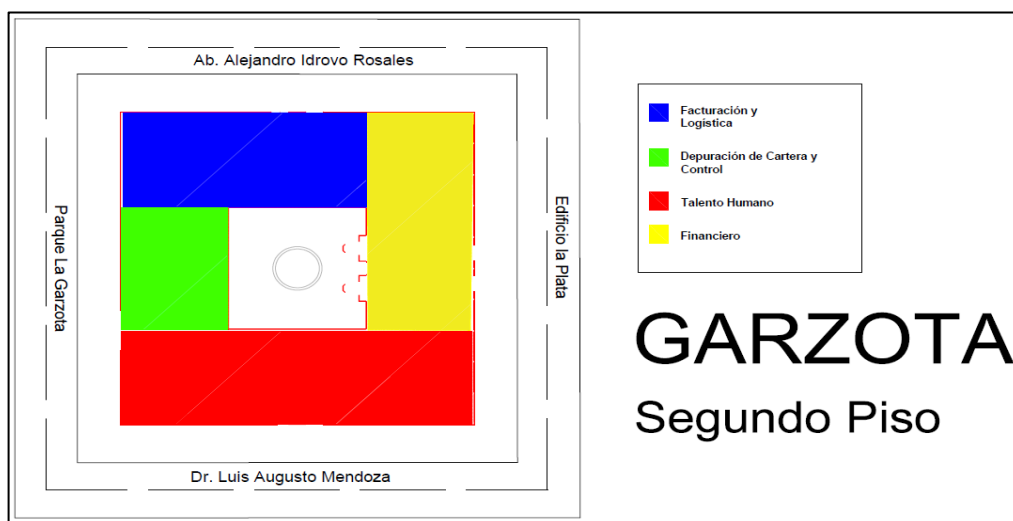 Ab. Alejandro Idrovo Rosales
Parque La Garzota
Edificio la Plata
Dr. Luis Augusto Mendoza
Facturación y
Logística
Depuración de Cartera y
Control
Talento Humano
Financiero
GARZOTA
Segundo Piso